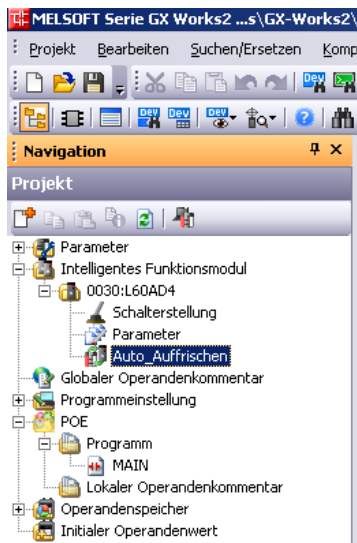 MELSOFT Serie GX Works2 ...s\GX-Works2\
Projekt Bearbeiten Suchen/Ersetzen Komp
Navigation
Projekt
Parameter
Intelligentes Funktionsmodul
0030:L60AD4
Schalterstellung
Parameter
Auto_Auffrischen
Globaler Operandenkommentar
Programmeinstellung
POE
Programm
MAIN
Lokaler Operandenkommentar
Operandenspeicher
Initialer Operandenwert